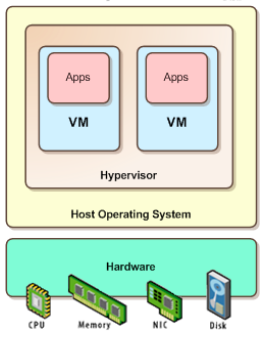 Apps Apps
VM VM
Hypervisor
Host Operating System
Hardware
CPU Memory NIC Disk